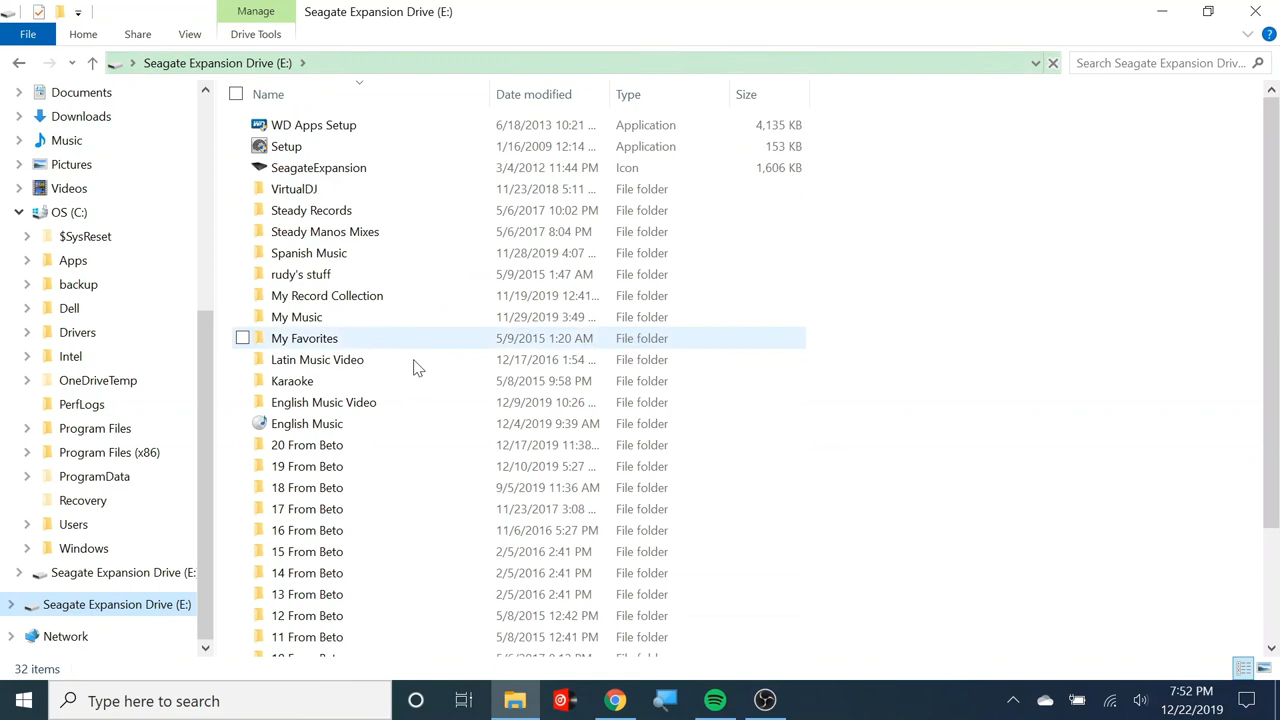 Manage
Seagate Expansion Drive (E:)
File
Home
Share
View
Drive Tools
Seagate Expansion Drive (E:)
Search Seagate Expansion Driv...
Name
Date modified
Type
Size
Documents
Downloads
Music
Pictures
Videos
OS (C:)
$SysReset
Apps
backup
Dell
Drivers
Intel
OneDriveTemp
PerfLogs
Program Files
Program Files (x86)
ProgramData
Recovery
Users
Windows
Seagate Expansion Drive (E:
Seagate Expansion Drive (E:)
Network
WD Apps Setup 6/18/2013 10:21 ... Application 4,135 KB
Setup 1/16/2009 12:14 ... Application 153 KB
SeagateExpansion 3/4/2012 11:44 PM Icon 1,606 KB
VirtualDJ 11/23/2018 5:11 ... File folder
Steady Records 5/6/2017 10:02 PM File folder
Steady Manos Mixes 5/6/2017 8:04 PM File folder
Spanish Music 11/28/2019 4:07 ... File folder
rudy's stuff 5/9/2015 1:47 AM File folder
My Record Collection 11/19/2019 12:41... File folder
My Music 11/29/2019 3:49 ... File folder
My Favorites 5/9/2015 1:20 AM File folder
Latin Music Video 12/17/2016 1:54 ... File folder
Karaoke 5/8/2015 9:58 PM File folder
English Music Video 12/9/2019 10:26 ... File folder
English Music 12/4/2019 9:39 AM File folder
20 From Beto 12/17/2019 11:38... File folder
19 From Beto 12/10/2019 5:27 ... File folder
18 From Beto 9/5/2019 11:36 AM File folder
17 From Beto 11/23/2017 3:08 ... File folder
16 From Beto 11/6/2016 5:27 PM File folder
15 From Beto 2/5/2016 2:41 PM File folder
14 From Beto 2/5/2016 2:41 PM File folder
13 From Beto 2/5/2016 2:41 PM File folder
12 From Beto 5/8/2015 12:42 PM File folder
11 From Beto 5/8/2015 12:41 PM File folder
32 items
Type here to search
7:52 PM
12/22/2019